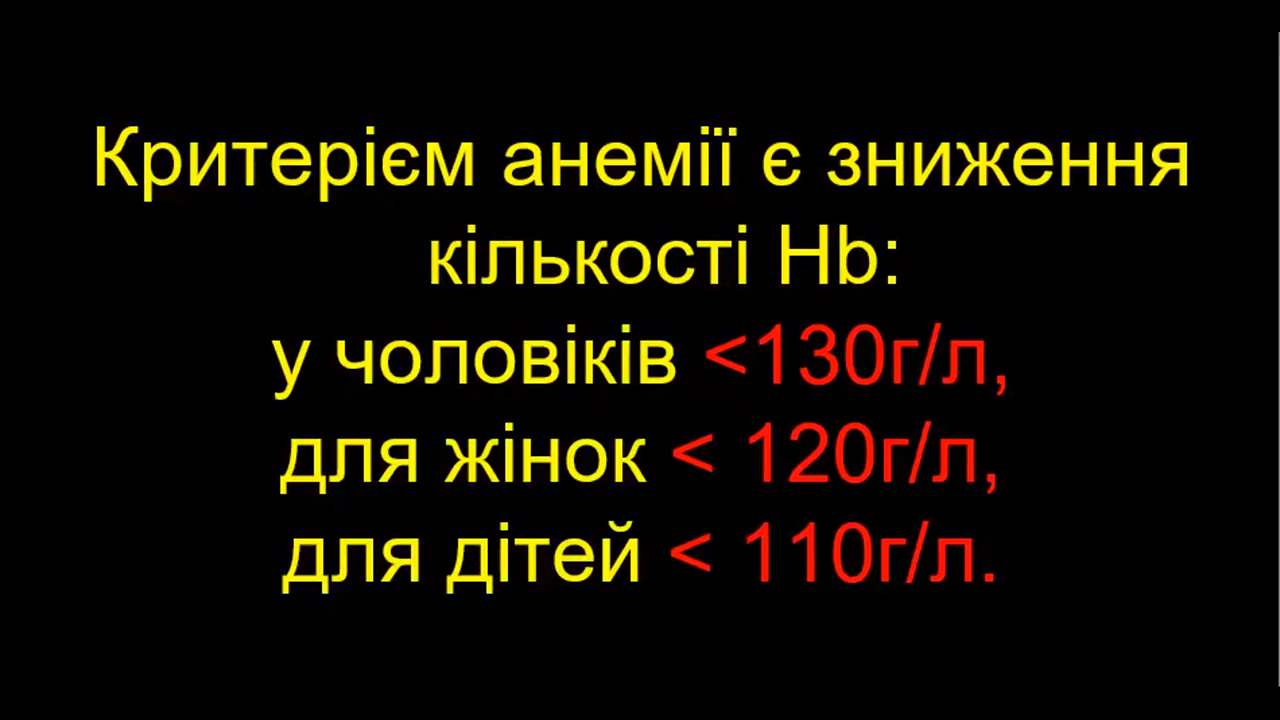 Критерієм анемії є зниження
кількості Hb:
у чоловіків <130г/л,
для жінок < 120г/л,
для дітей < 110г/л.